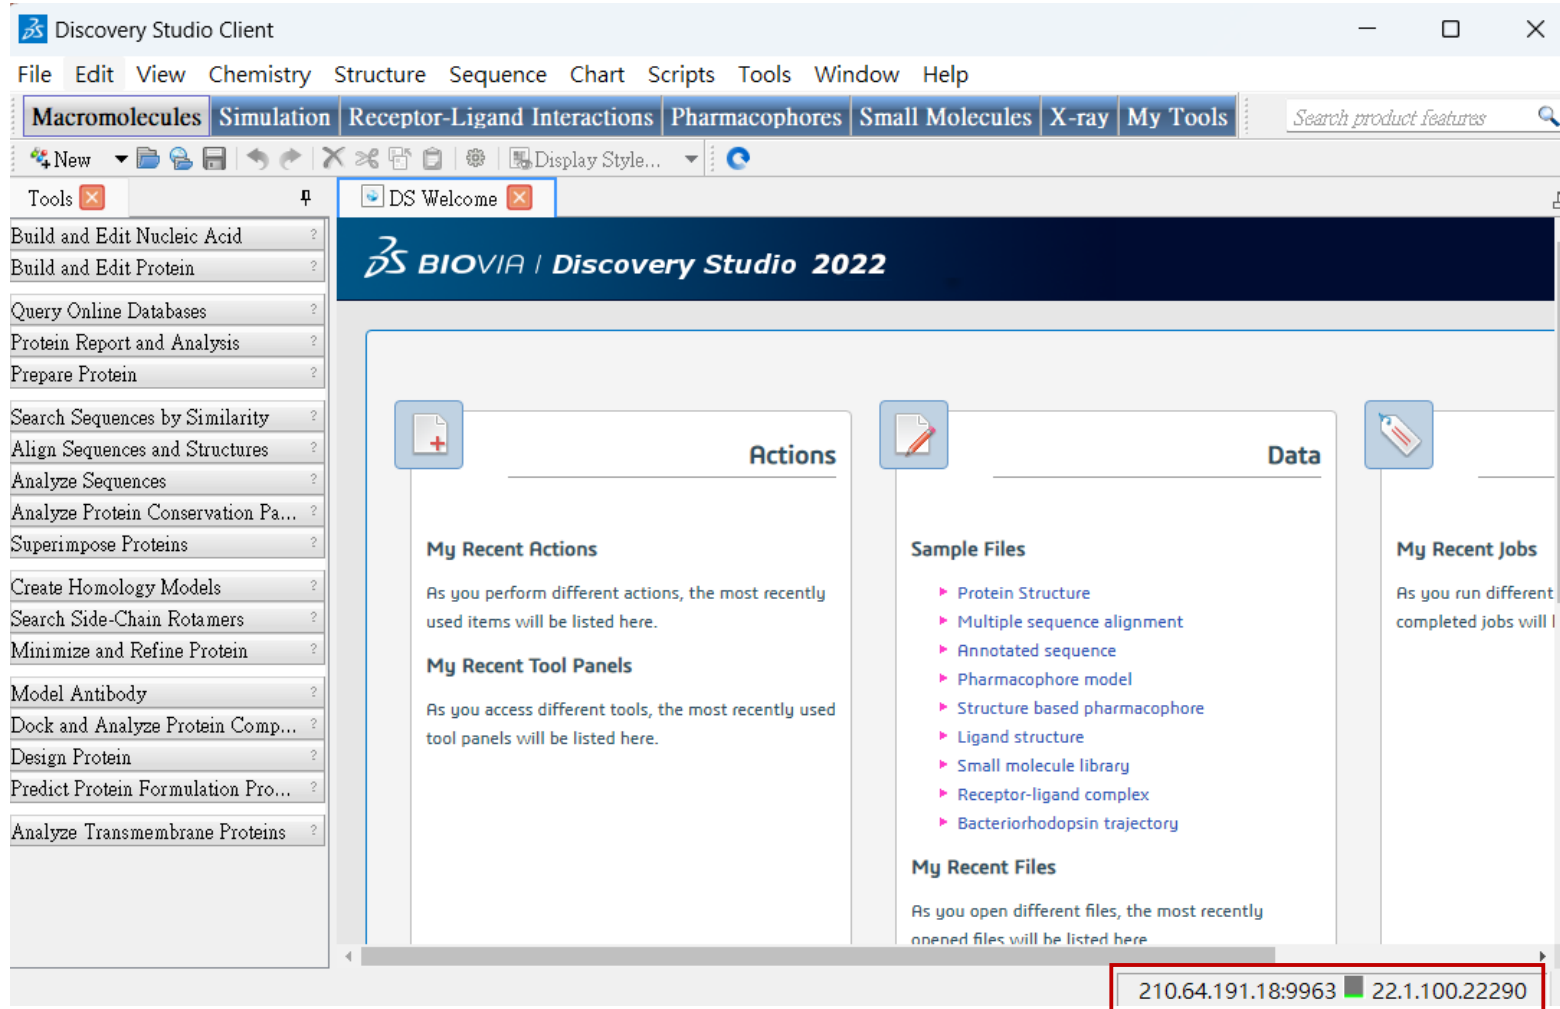 Discovery Studio Client
File Edit View Chemistry Structure Sequence Chart Scripts Tools Window Help
Macromolecules Simulation Receptor-Ligand Interactions Pharmacophores Small Molecules X-ray My Tools Search product features
New Display Style...
Tools
DS Welcome
Build and Edit Nucleic Acid ?
Build and Edit Protein ?
Query Online Databases ?
Protein Report and Analysis ?
Prepare Protein ?
Search Sequences by Similarity ?
Align Sequences and Structures ?
Analyze Sequences ?
Analyze Protein Conservation Pa... ?
Superimpose Proteins ?
Create Homology Models ?
Search Side-Chain Rotamers ?
Minimize and Refine Protein ?
Model Antibody ?
Dock and Analyze Protein Comp... ?
Design Protein ?
Predict Protein Formulation Pro... ?
Analyze Transmembrane Proteins ?
BIOVIA | Discovery Studio 2022
Actions
My Recent Actions
As you perform different actions, the most recently
used items will be listed here.
My Recent Tool Panels
As you access different tools, the most recently used
tool panels will be listed here.
Data
Sample Files
Protein Structure
Multiple sequence alignment
Annotated sequence
Pharmacophore model
Structure based pharmacophore
Ligand structure
Small molecule library
Receptor-ligand complex
Bacteriorhodopsin trajectory
My Recent Files
As you open different files, the most recently
opened files will be listed here
My Recent Jobs
As you run different
completed jobs will
210.64.191.18:9963 22.1.100.22290